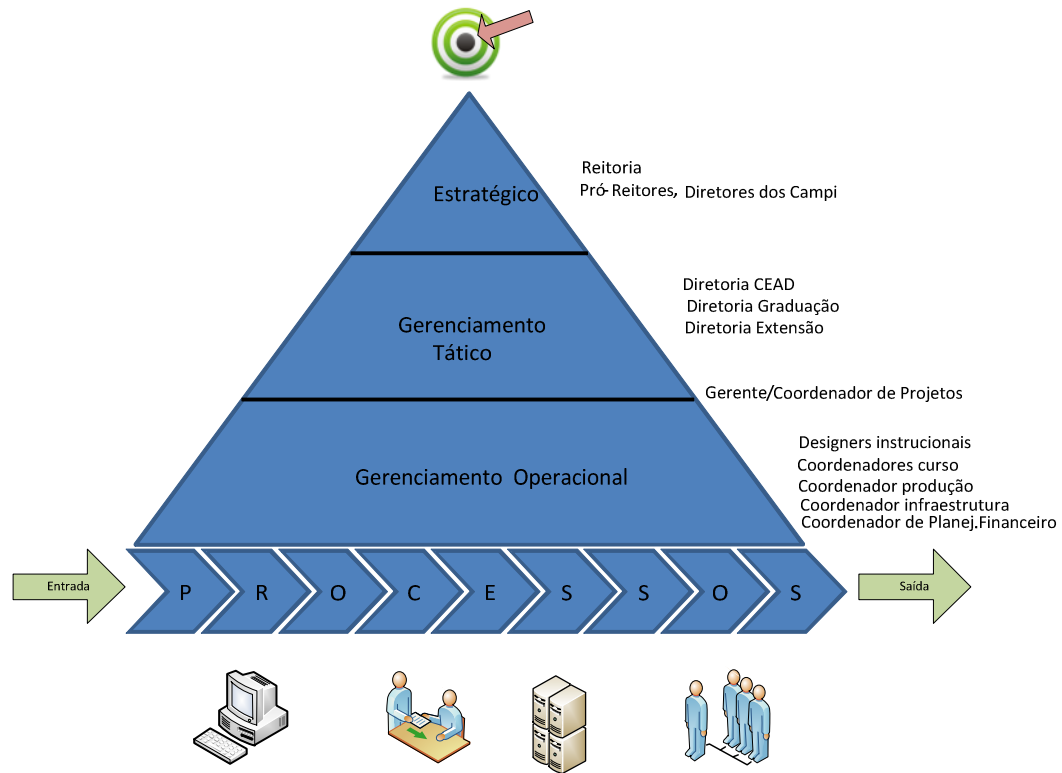 Reitoria
Pró-Reitores, Diretores dos Campi
Estratégico
Diretoria CEAD
Diretoria Graduação
Diretoria Extensão
Gerenciamento
Tático
Gerente/Coordenador de Projetos
Designers instrucionais
Coordenadores curso
Coordenador produção
Coordenador infraestrutura
Coordenador de Planej.Financeiro
Gerenciamento Operacional
Entrada
P R O C E S S O S
Saída